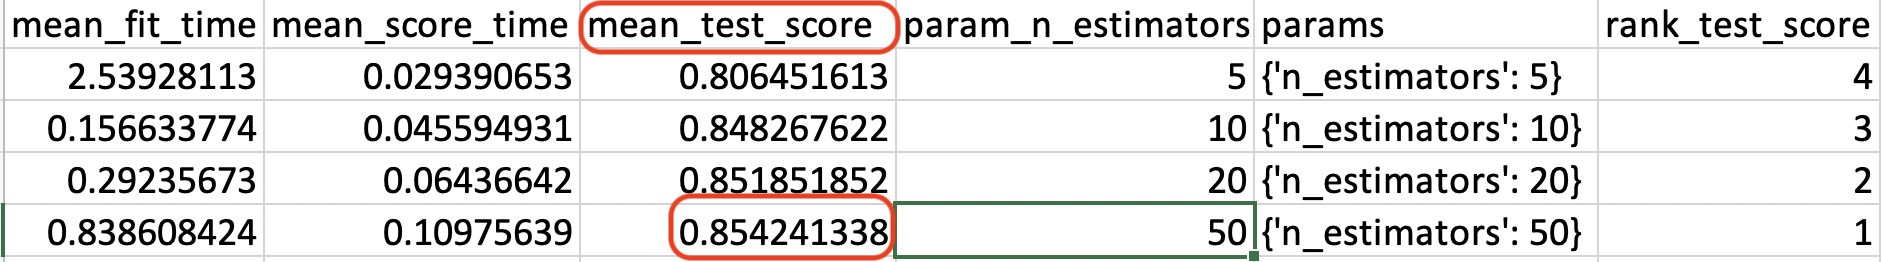 mean_fit_time mean_score_time mean_test_score param_n_estimators params rank_test_score
2.53928113 0.029390653 0.806451613 5 {'n_estimators': 5} 4
0.156633774 0.045594931 0.848267622 10 {'n_estimators': 10} 3
0.29235673 0.06436642 0.851851852 20 {'n_estimators': 20} 2
0.838608424 0.10975639 0.854241338 50 {'n_estimators': 50} 1